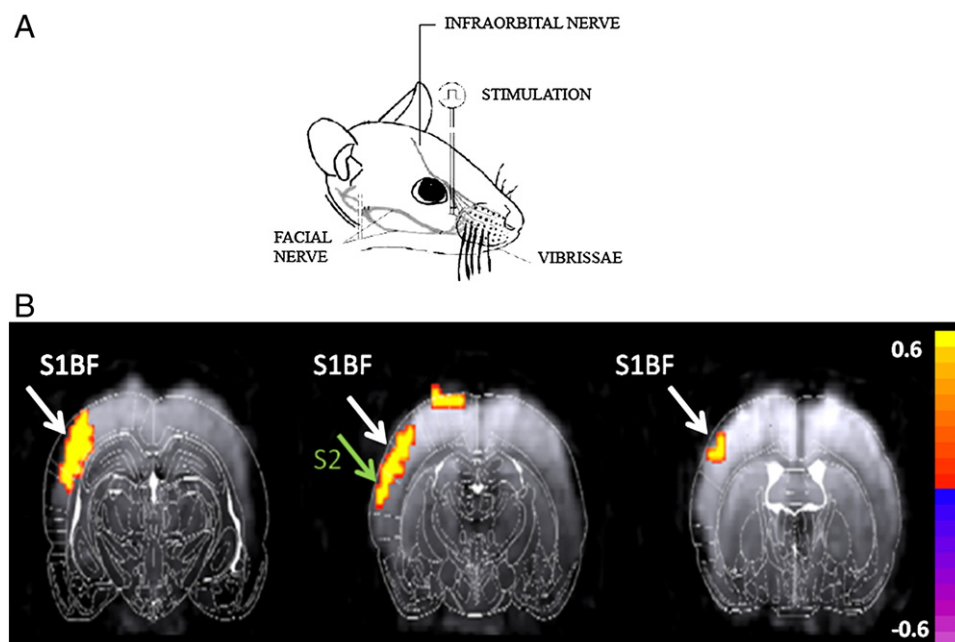 A
INFRAORBITAL NERVE
STIMULATION
FACIAL
NERVE
VIBRISSAE
B
S1BF
S1BF
S1BF
0.6
S2
-0.6